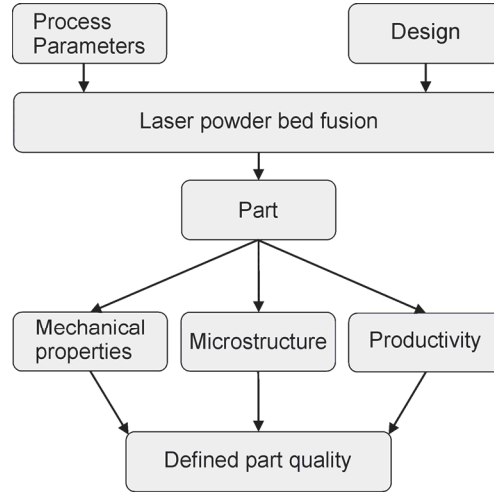 Process
Parameters
Design
Laser powder bed fusion
Part
Mechanical
properties
Microstructure
Productivity
Defined part quality